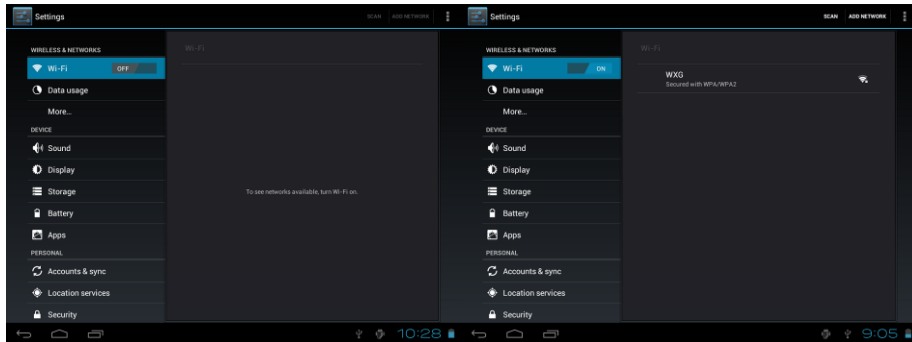 Settings
SCAN ADD NETWORK
WIRELESS & NETWORKS
Wi-Fi OFF
Data usage
More...
DEVICE
Sound
Display
Storage
Battery
Apps
PERSONAL
Accounts & sync
Location services
Security
Wi-Fi
To see networks available, turn Wi-Fi on.
10:28
Settings
SCAN ADD NETWORK
WIRELESS & NETWORKS
Wi-Fi ON
Data usage
More...
DEVICE
Sound
Display
Storage
Battery
Apps
PERSONAL
Accounts & sync
Location services
Security
Wi-Fi
WXG
Secured with WPA/WPA2
9:05